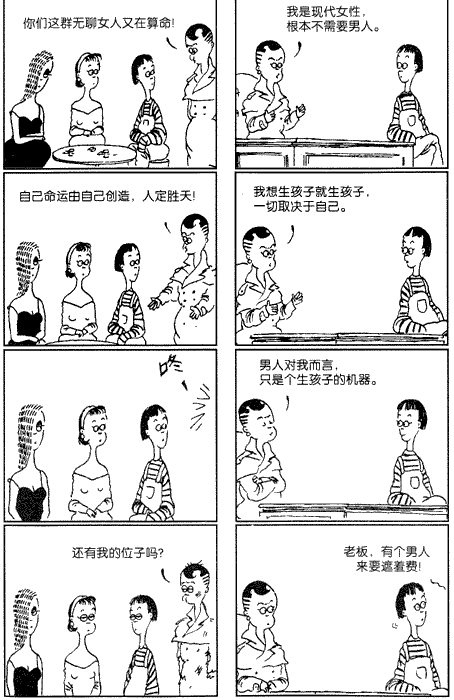 你们这群无聊女人又在算命!
自己命运由自己创造，人定胜天!
咚
还有我的位子吗?
我是现代女性，
根本不需要男人。
我想生孩子就生孩子，
一切取决于自己。
男人对我而言，
只是个生孩子的机器。
老板，有个男人
来要遮羞费!